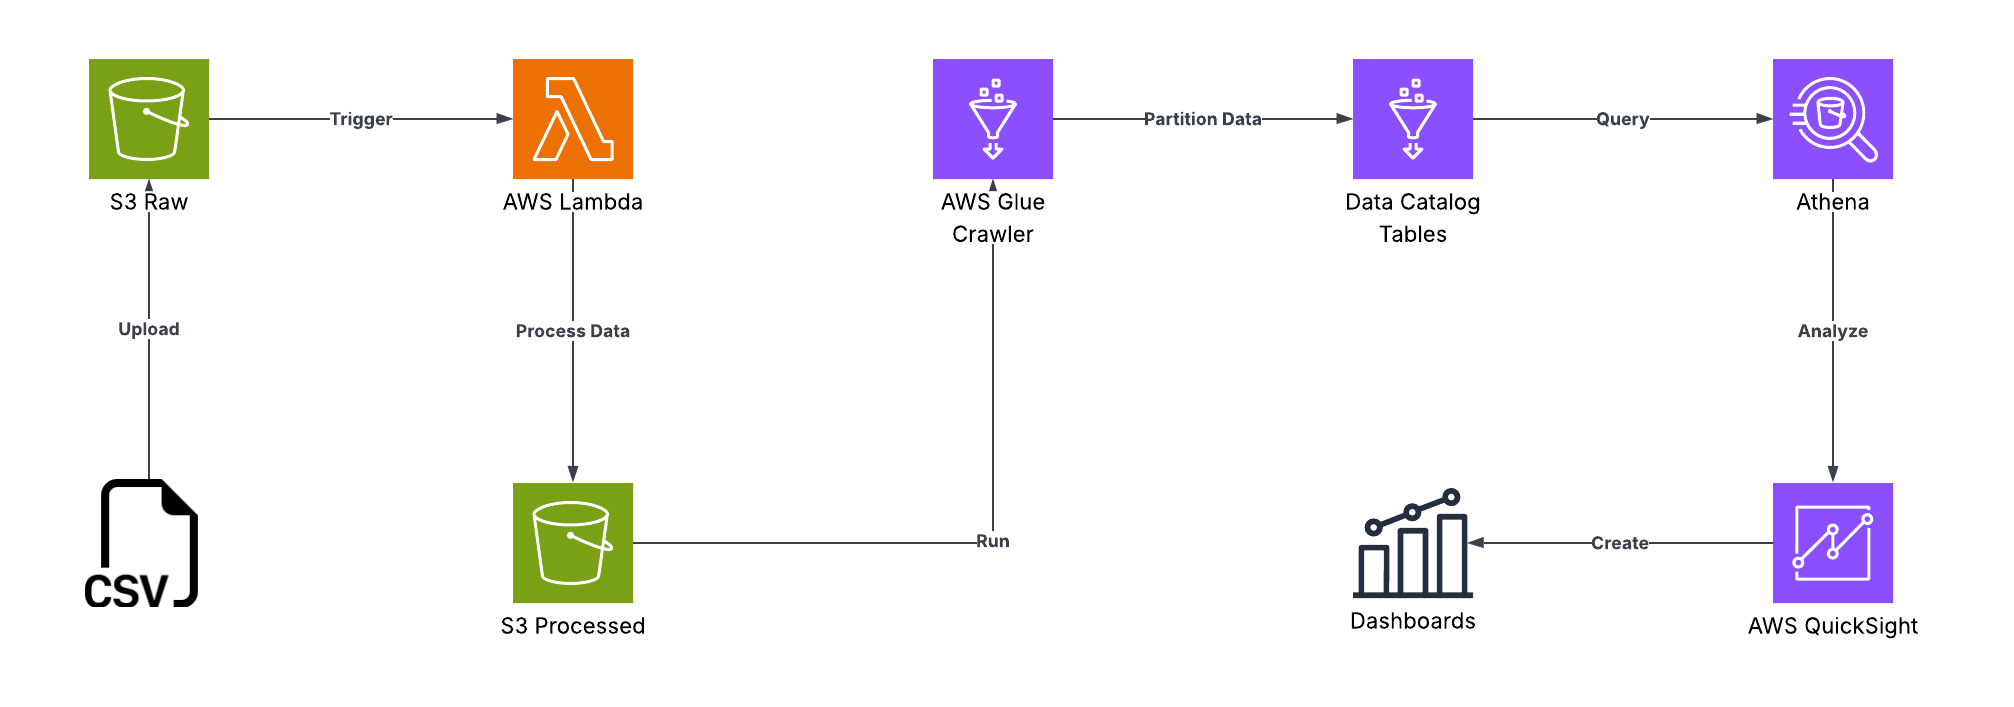 Trigger
Partition Data
Query
S3 Raw
AWS Lambda
AWS Glue
Crawler
Data Catalog
Tables
Athena
Upload
Process Data
Analyze
Run
Create
CSV
S3 Processed
Dashboards
AWS QuickSight